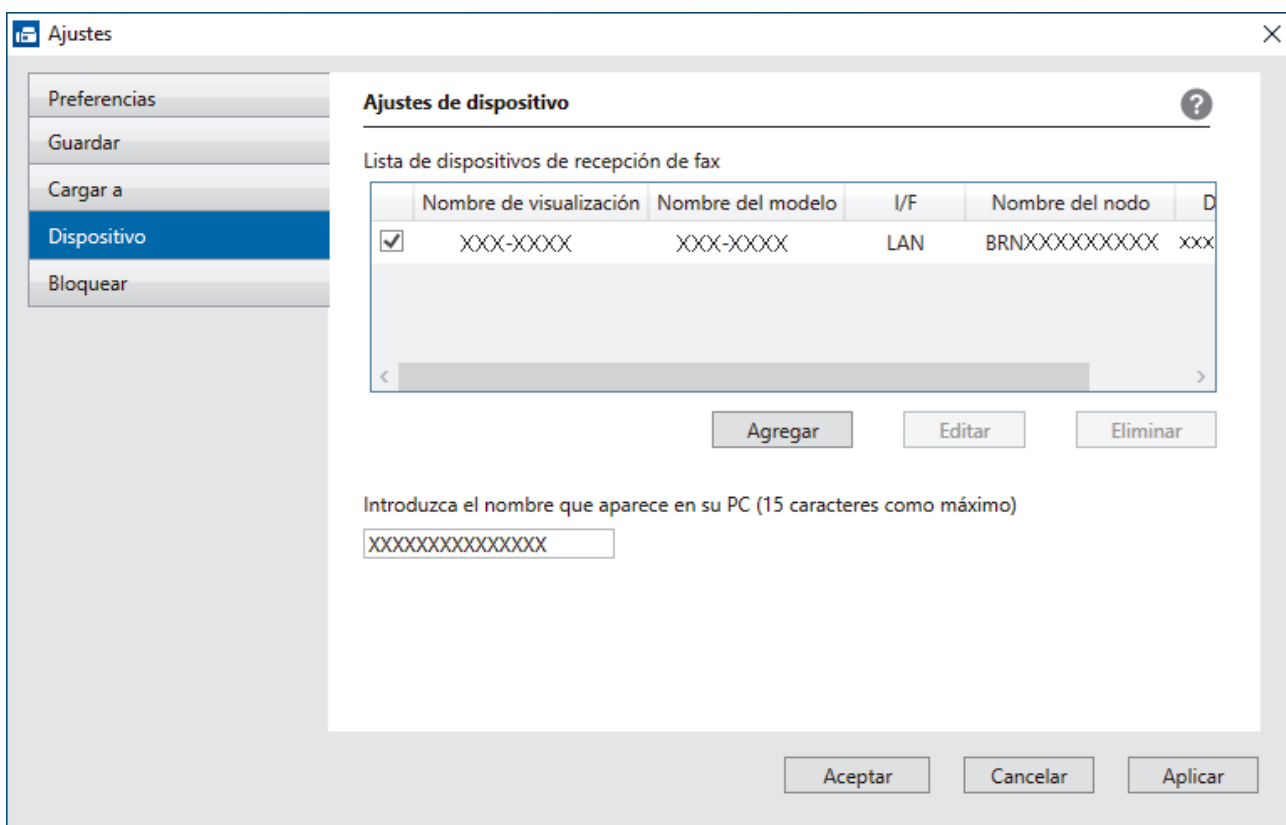 Ajustes
Preferencias
Guardar
Cargar a
Dispositivo
Bloquear
Ajustes de dispositivo
?
Lista de dispositivos de recepción de fax
Nombre de visualización Nombre del modelo I/F Nombre del nodo D
XXX-XXXX XXX-XXXX LAN BRNXXXXXXXXXX xxx
Agregar Editar Eliminar
Introduzca el nombre que aparece en su PC (15 caracteres como máximo)
XXXXXXXXXXXXXXX
Aceptar Cancelar Aplicar